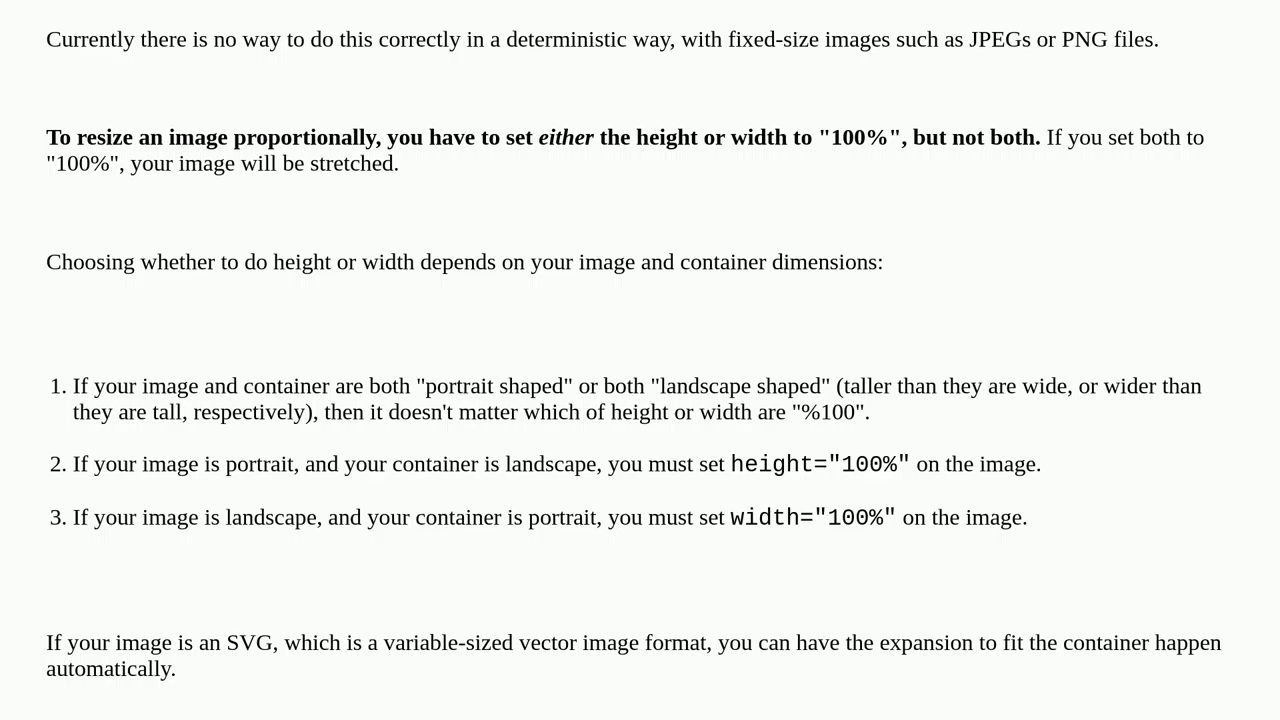 Currently there is no way to do this correctly in a deterministic way, with fixed-size images such as JPEGs or PNG files.
To resize an image proportionally, you have to set either the height or width to "100%", but not both. If you set both to
"100%", your image will be stretched.
Choosing whether to do height or width depends on your image and container dimensions:
1. If your image and container are both "portrait shaped" or both "landscape shaped" (taller than they are wide, or wider than
they are tall, respectively), then it doesn't matter which of height or width are "%100".
2. If your image is portrait, and your container is landscape, you must set height="100%" on the image.
3. If your image is landscape, and your container is portrait, you must set width="100%" on the image.
If your image is an SVG, which is a variable-sized vector image format, you can have the expansion to fit the container happen
automatically.